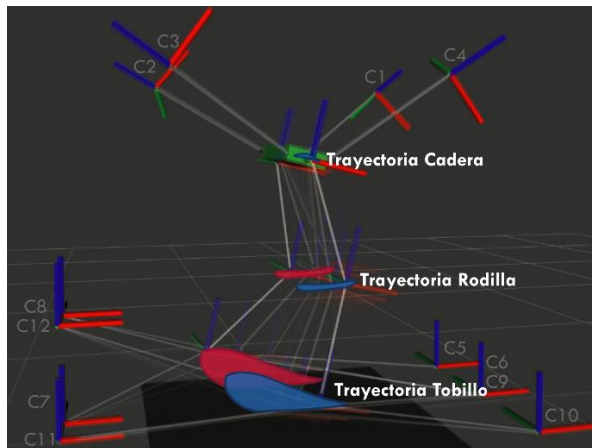 C3
C2
C1
C4
Trayectoria Cadera
Trayectoria Rodilla
C8
C12
C5
C6
C9
Trayectoria Tobillo
C7
C11
C10